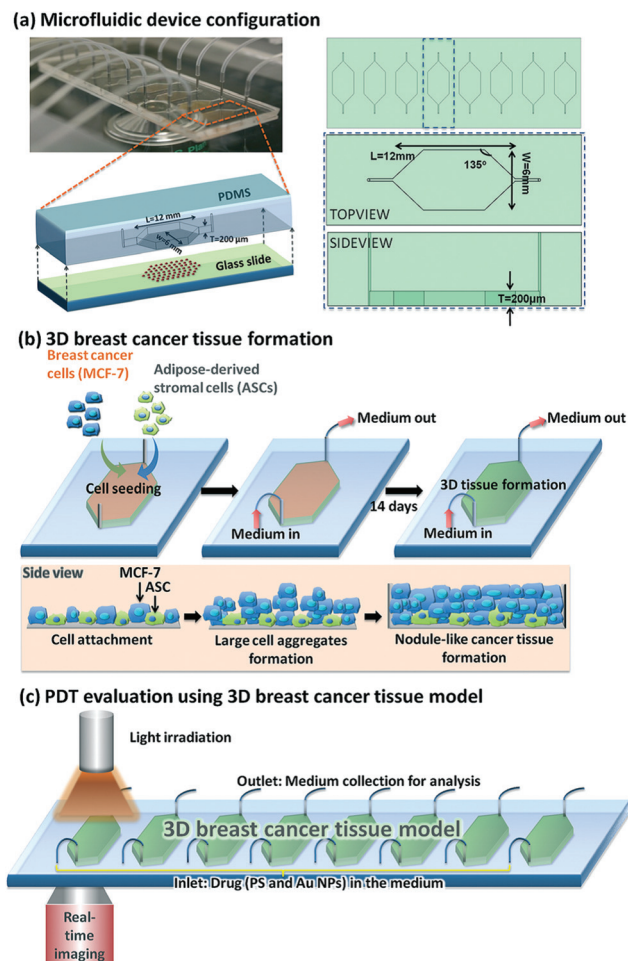 (a) Microfluidic device configuration
PDMS
L=12 mm
w=6 mm
T=200 µm
Glass slide
L=12mm
135°
W=6mm
TOPVIEW
SIDEVIEW
T=200µm
(b) 3D breast cancer tissue formation
Breast cancer
cells (MCF-7)
Adipose-derived
stromal cells (ASCs)
Cell seeding
Medium out
Medium in
14 days
Medium out
3D tissue formation
Medium in
Side view
MCF-7
ASC
Cell attachment
Large cell aggregates
formation
Nodule-like cancer tissue
formation
(c) PDT evaluation using 3D breast cancer tissue model
Light irradiation
Outlet: Medium collection for analysis
3D breast cancer tissue model
Inlet: Drug (PS and Au NPs) in the medium
Real-
time
imaging